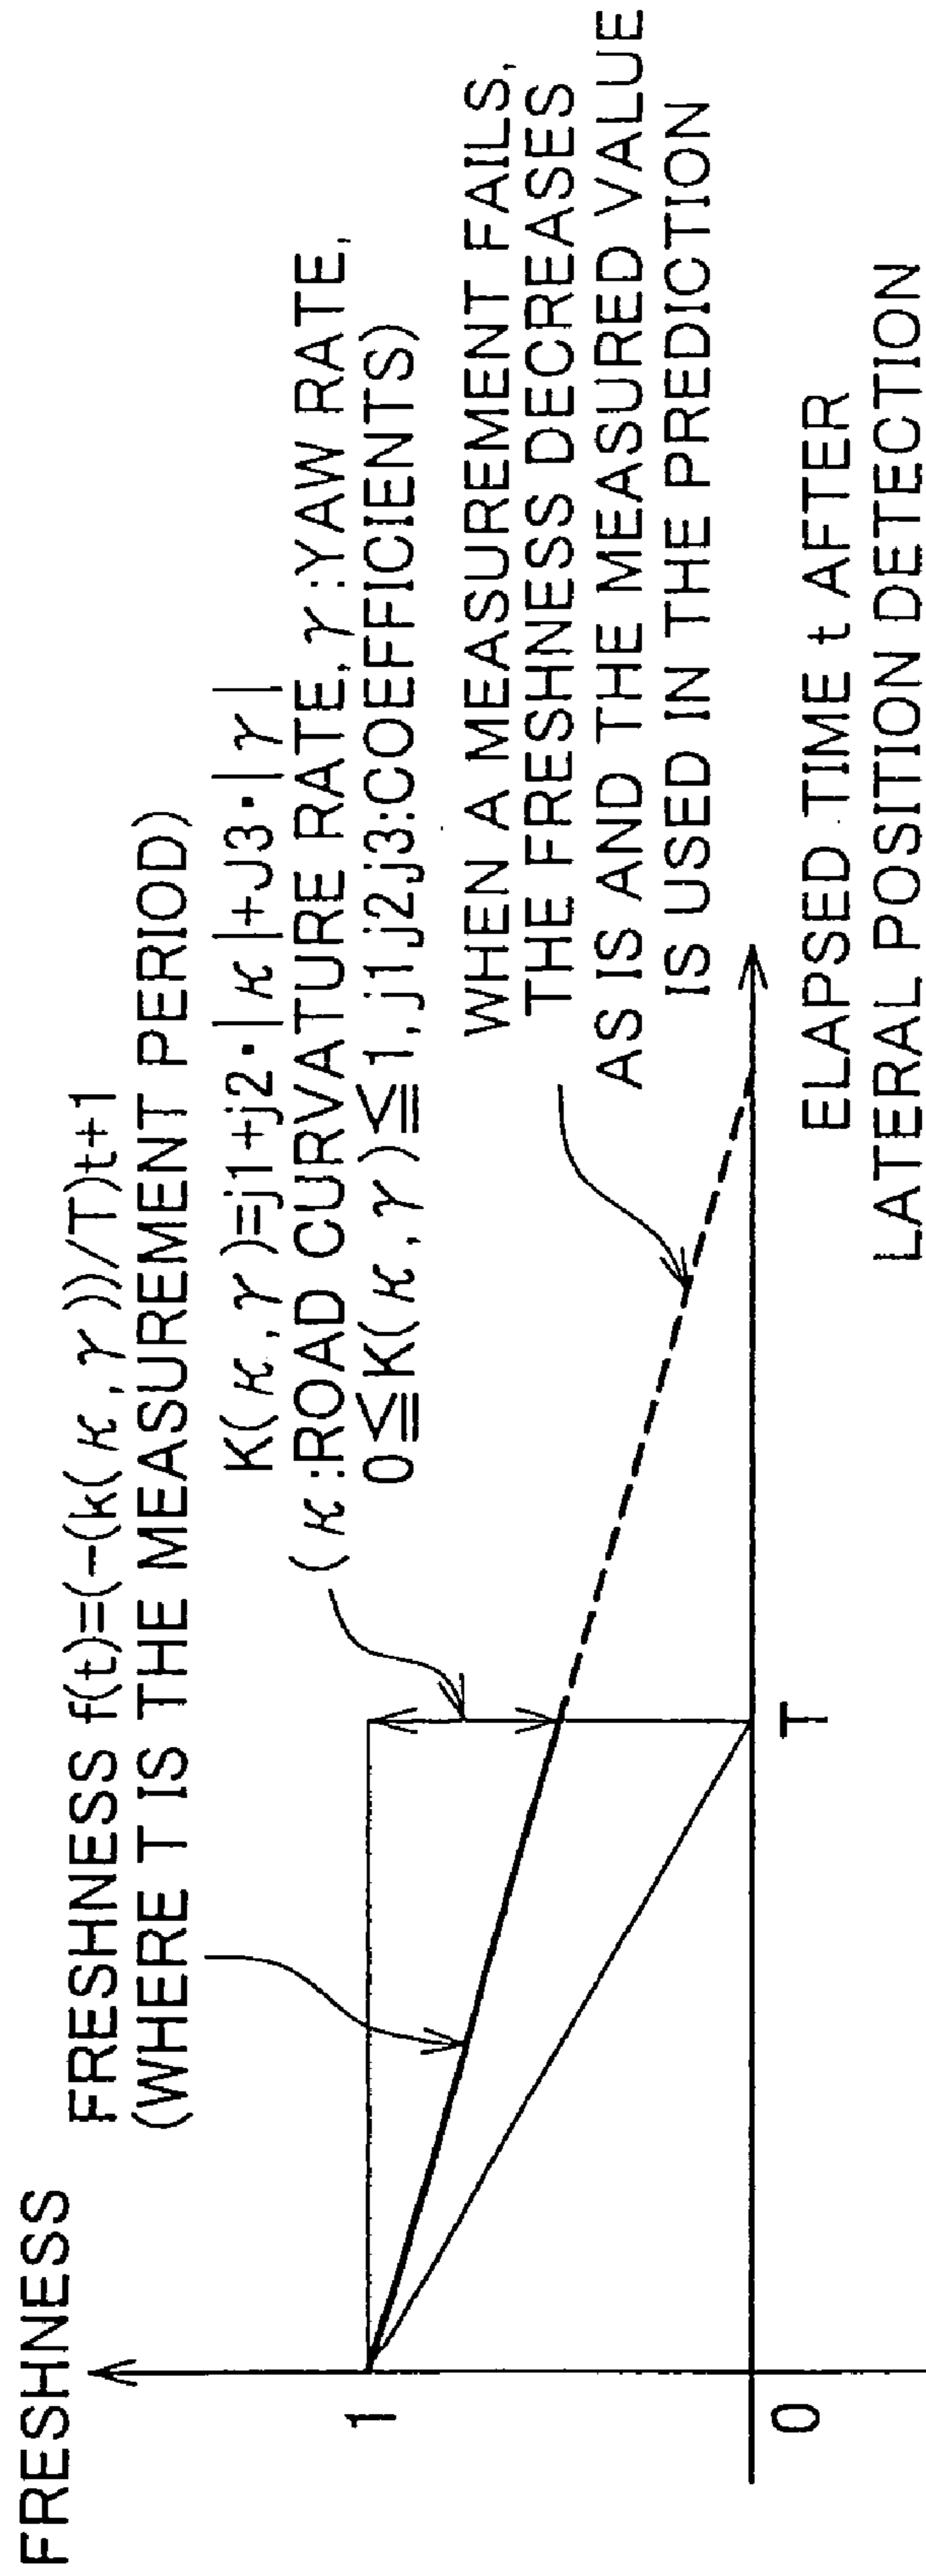 FRESHNESS
FRESHNESS f(t)=(−(k(κ,γ))/T)t+1
(WHERE T IS THE MEASUREMENT PERIOD)
K(κ,γ)=j1+j2·|κ|+J3·|γ|
(κ:ROAD CURVATURE RATE,γ:YAW RATE,
0≦K(κ,γ)≦1,j1,j2,j3:COEFFICIENTS)
WHEN A MEASUREMENT FAILS,
THE FRESHNESS DECREASES
AS IS AND THE MEASURED VALUE
IS USED IN THE PREDICTION
1
0
T
ELAPSED TIME t AFTER
LATERAL POSITION DETECTION